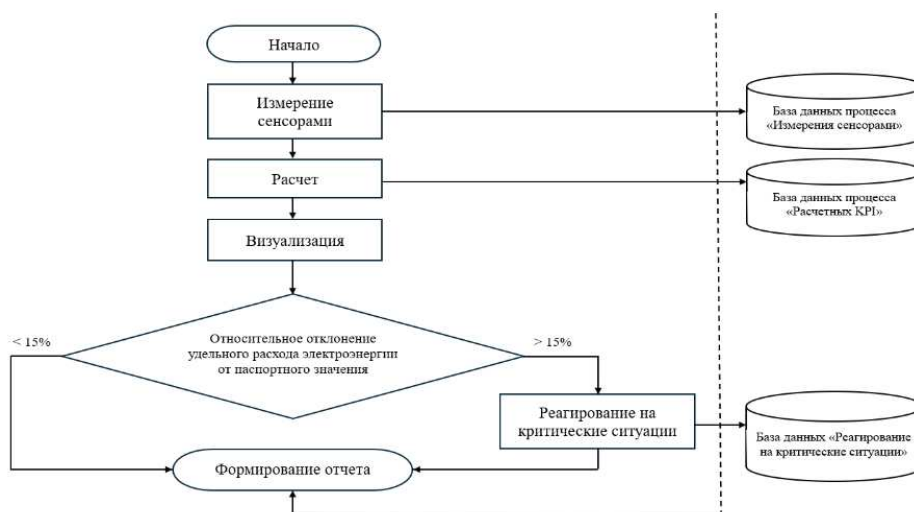 Начало
Измерение
сенсорами
База данных процесса
«Измерения сенсорами»
Расчет
База данных процесса
«Расчетных KPI»
Визуализация
< 15%
Относительное отклонение
удельного расхода электроэнергии
от паспортного значения
> 15%
Реагирование на
критические ситуации
База данных «Реагирование
на критические ситуации»
Формирование отчета